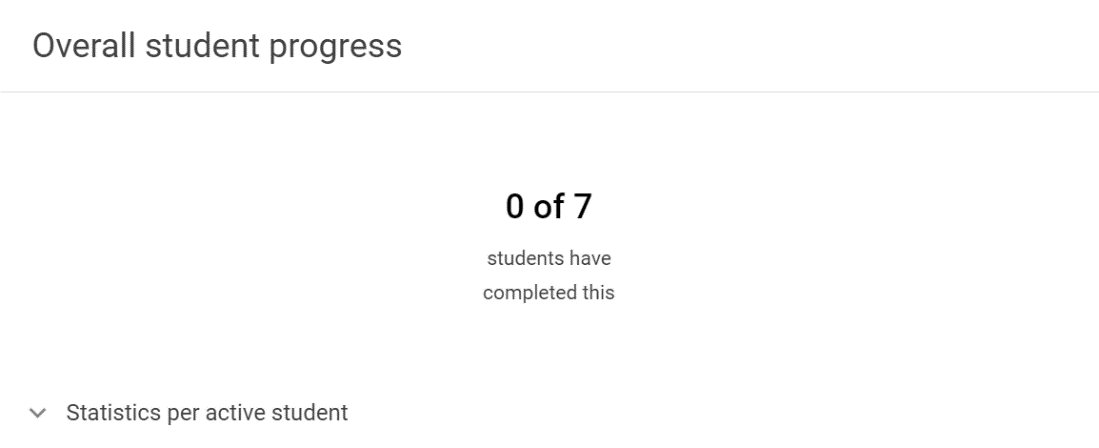 Overall student progress
0 of 7
students have
completed this
Statistics per active student